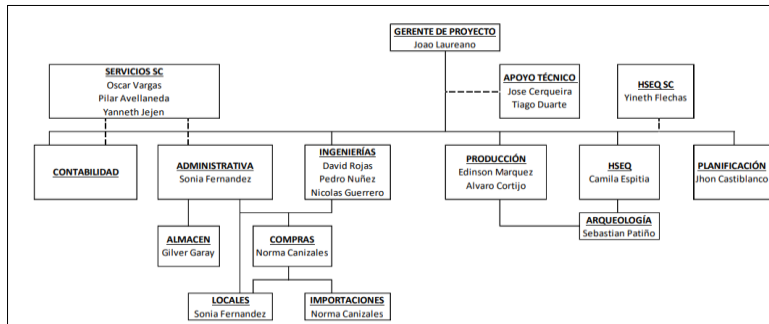 GERENTE DE PROYECTO
Joao Laureano
SERVICIOS SC
Oscar Vargas
Pilar Avellaneda
Yanneth Jejen
APOYO TÉCNICO
Jose Cerqueira
Tiago Duarte
HSEQ SC
Yineth Flechas
CONTABILIDAD
ADMINISTRATIVA
Sonia Fernandez
INGENIERÍAS
David Rojas
Pedro Nuñez
Nicolas Guerrero
PRODUCCIÓN
Edinson Marquez
Alvaro Cortijo
HSEQ
Camila Espitia
PLANIFICACIÓN
Jhon Castiblanco
ARQUEOLOGÍA
Sebastian Patiño
ALMACEN
Gilver Garay
COMPRAS
Norma Canizales
LOCALES
Sonia Fernandez
IMPORTACIONES
Norma Canizales